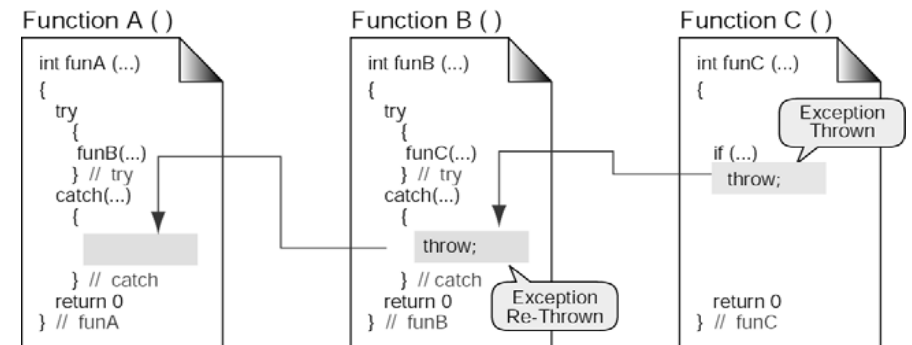 Function A ( )
int funA (...)
{
try
{
funB(...)
} // try
catch(...)
{
} // catch
return 0
} // funA
Function B ( )
int funB (...)
{
try
{
funC(...)
} // try
catch(...)
{
throw;
} // catch
return 0
} // funB
Exception
Re-Thrown
Function C ( )
int funC (...)
{
Exception
Thrown
if (...)
throw;
return 0
} // funC